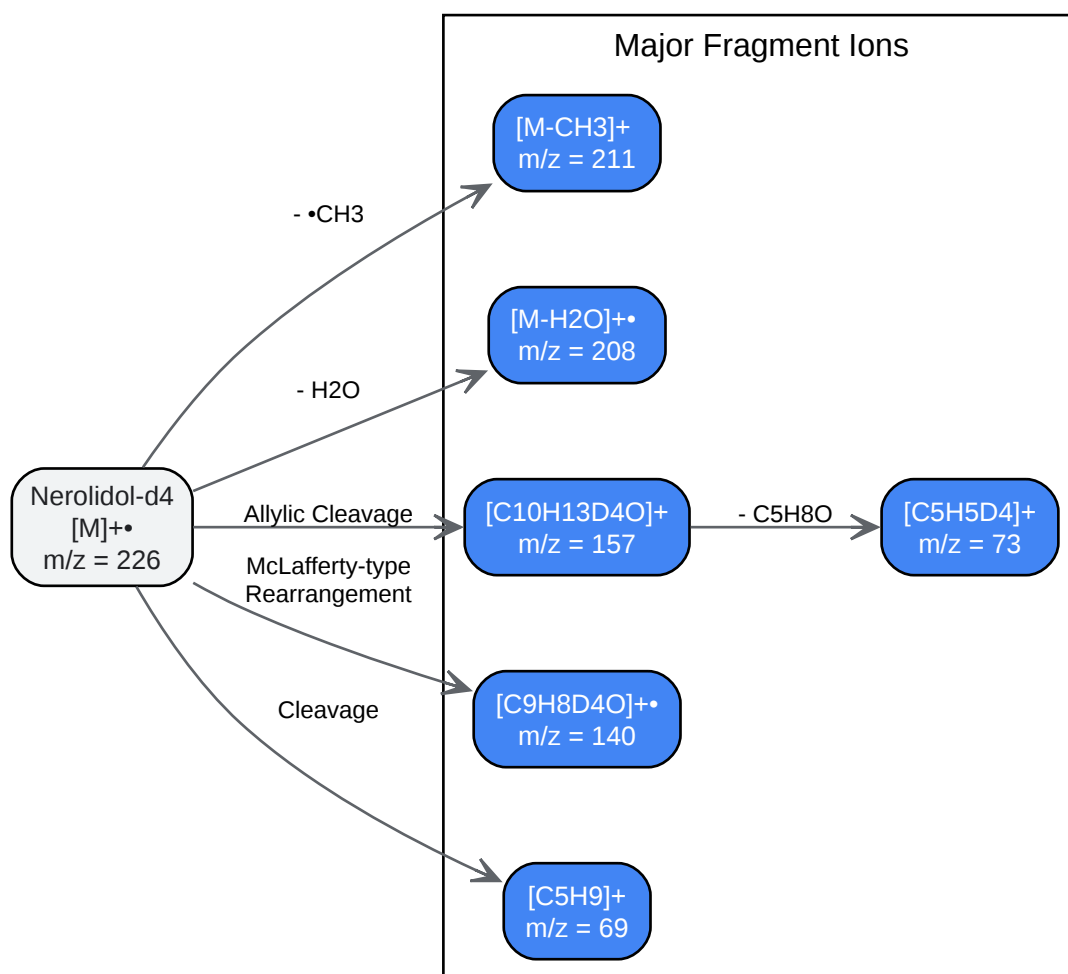 Major Fragment Ions
[M-CH3]+
m/z = 211
- •CH3
[M-H2O]+•
m/z = 208
- H2O
Nerolidol-d4
[M]+•
m/z = 226
Allylic Cleavage
[C10H13D4O]+
m/z = 157
- C5H8O
[C5H5D4]+
m/z = 73
McLafferty-type
Rearrangement
[C9H8D4O]+•
m/z = 140
Cleavage
[C5H9]+
m/z = 69